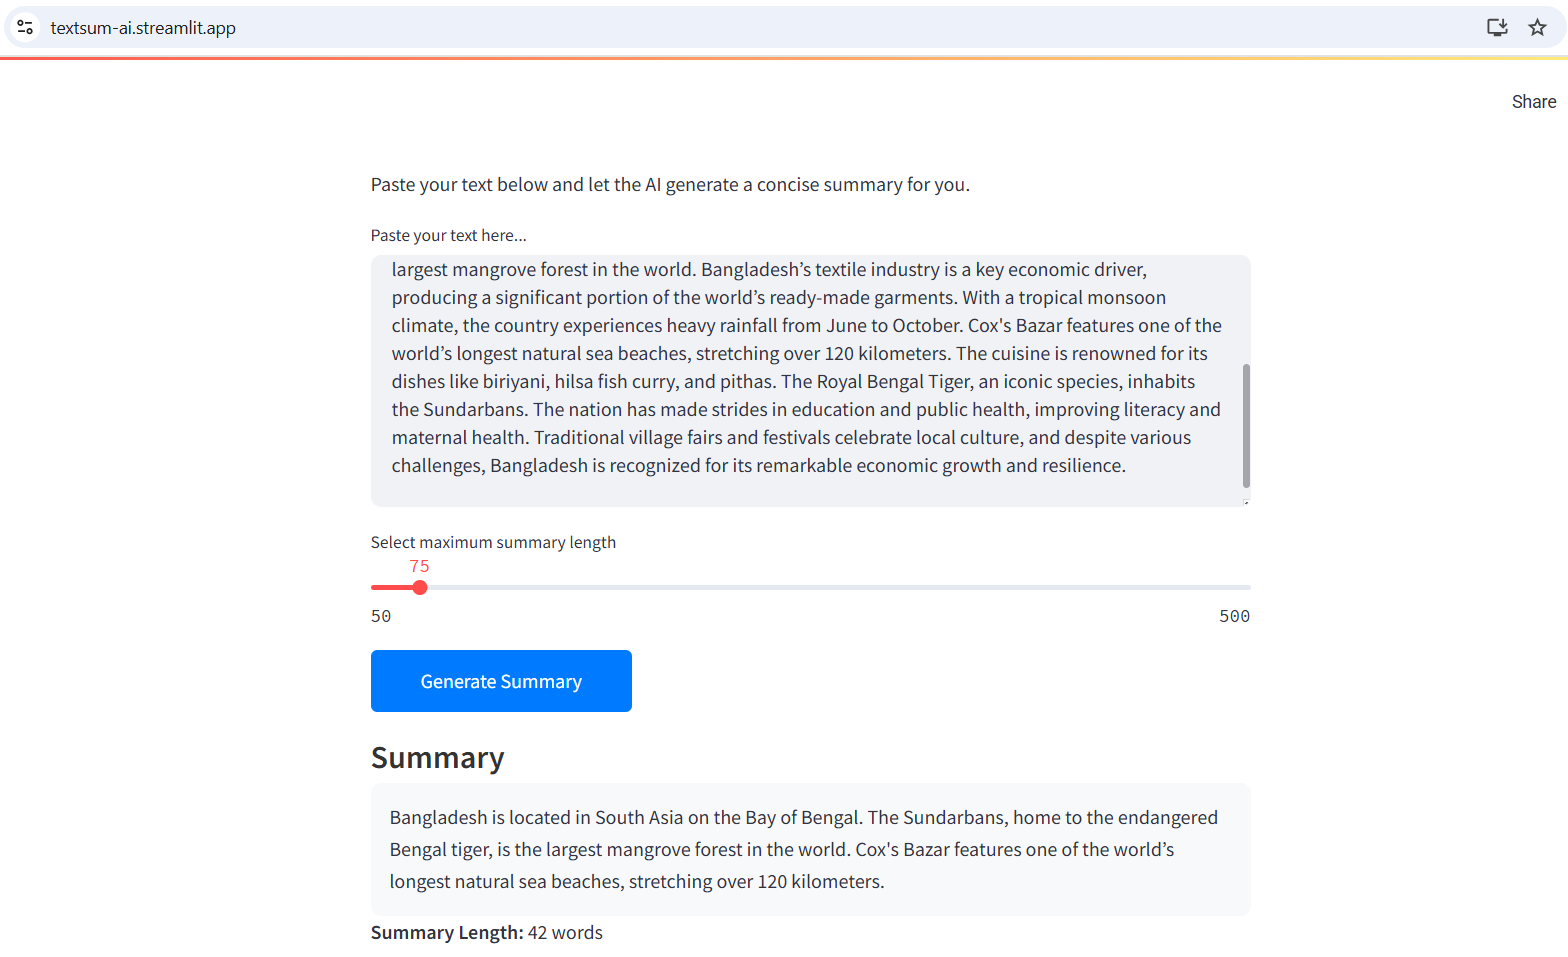 textsum-ai.streamlit.app
Share
Paste your text below and let the AI generate a concise summary for you.
Paste your text here...
largest mangrove forest in the world. Bangladesh’s textile industry is a key economic driver,
producing a significant portion of the world’s ready-made garments. With a tropical monsoon
climate, the country experiences heavy rainfall from June to October. Cox's Bazar features one of the
world’s longest natural sea beaches, stretching over 120 kilometers. The cuisine is renowned for its
dishes like biriyani, hilsa fish curry, and pithas. The Royal Bengal Tiger, an iconic species, inhabits
the Sundarbans. The nation has made strides in education and public health, improving literacy and
maternal health. Traditional village fairs and festivals celebrate local culture, and despite various
challenges, Bangladesh is recognized for its remarkable economic growth and resilience.
Select maximum summary length
75
50 500
Generate Summary
Summary
Bangladesh is located in South Asia on the Bay of Bengal. The Sundarbans, home to the endangered
Bengal tiger, is the largest mangrove forest in the world. Cox's Bazar features one of the world’s
longest natural sea beaches, stretching over 120 kilometers.
Summary Length: 42 words